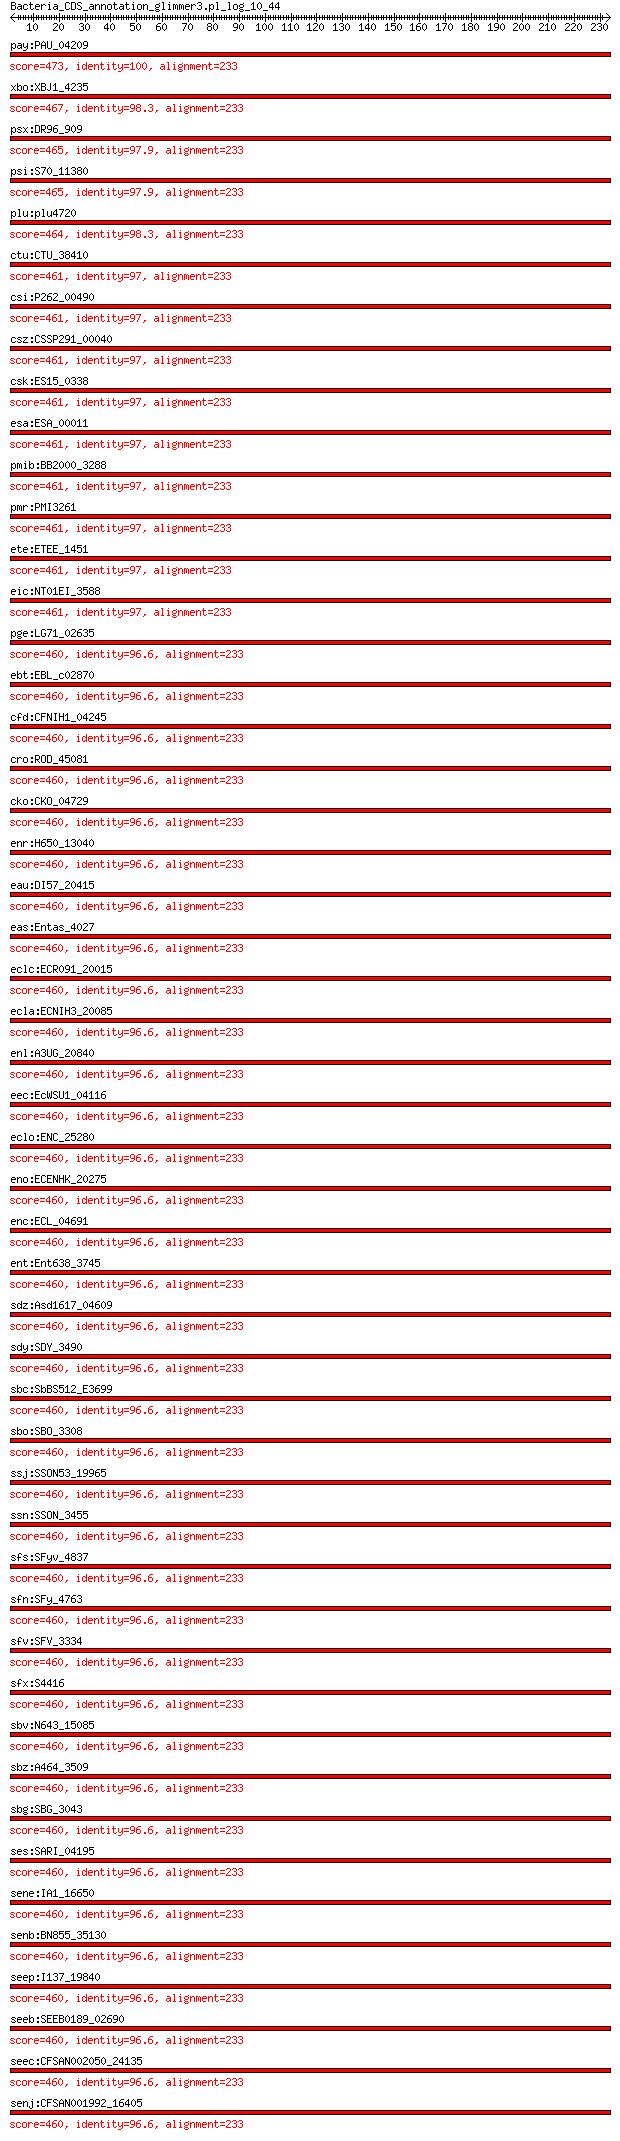 Bacteria_CDS_annotation_glimmer3.pl_log_10_44
10 20 30 40 50 60 70 80 90 100 110 120 130 140 150 160 170 180 190 200 210 220 230
pay:PAU_04209
score=473, identity=100, alignment=233
xbo:XBJ1_4235
score=467, identity=98.3, alignment=233
psx:DR96_909
score=465, identity=97.9, alignment=233
psi:S70_11380
score=465, identity=97.9, alignment=233
plu:plu4720
score=464, identity=98.3, alignment=233
ctu:CTU_38410
score=461, identity=97, alignment=233
csi:P262_00490
score=461, identity=97, alignment=233
csz:CSSP291_00040
score=461, identity=97, alignment=233
csk:ES15_0338
score=461, identity=97, alignment=233
esa:ESA_00011
score=461, identity=97, alignment=233
pmib:BB2000_3288
score=461, identity=97, alignment=233
pmr:PMI3261
score=461, identity=97, alignment=233
ete:ETEE_1451
score=461, identity=97, alignment=233
eic:NT01EI_3588
score=461, identity=97, alignment=233
pge:LG71_02635
score=460, identity=96.6, alignment=233
ebt:EBL_c02870
score=460, identity=96.6, alignment=233
cfd:CFNIH1_04245
score=460, identity=96.6, alignment=233
cro:ROD_45081
score=460, identity=96.6, alignment=233
cko:CKO_04729
score=460, identity=96.6, alignment=233
enr:H650_13040
score=460, identity=96.6, alignment=233
eau:DI57_20415
score=460, identity=96.6, alignment=233
eas:Entas_4027
score=460, identity=96.6, alignment=233
eclc:ECR091_20015
score=460, identity=96.6, alignment=233
ecla:ECNIH3_20085
score=460, identity=96.6, alignment=233
enl:A3UG_20840
score=460, identity=96.6, alignment=233
eec:EcWSU1_04116
score=460, identity=96.6, alignment=233
eclo:ENC_25280
score=460, identity=96.6, alignment=233
eno:ECENHK_20275
score=460, identity=96.6, alignment=233
enc:ECL_04691
score=460, identity=96.6, alignment=233
ent:Ent638_3745
score=460, identity=96.6, alignment=233
sdz:Asd1617_04609
score=460, identity=96.6, alignment=233
sdy:SDY_3490
score=460, identity=96.6, alignment=233
sbc:SbBS512_E3699
score=460, identity=96.6, alignment=233
sbo:SBO_3308
score=460, identity=96.6, alignment=233
ssj:SSON53_19965
score=460, identity=96.6, alignment=233
ssn:SSON_3455
score=460, identity=96.6, alignment=233
sfs:SFyv_4837
score=460, identity=96.6, alignment=233
sfn:SFy_4763
score=460, identity=96.6, alignment=233
sfv:SFV_3334
score=460, identity=96.6, alignment=233
sfx:S4416
score=460, identity=96.6, alignment=233
sbv:N643_15085
score=460, identity=96.6, alignment=233
sbz:A464_3509
score=460, identity=96.6, alignment=233
sbg:SBG_3043
score=460, identity=96.6, alignment=233
ses:SARI_04195
score=460, identity=96.6, alignment=233
sene:IA1_16650
score=460, identity=96.6, alignment=233
senb:BN855_35130
score=460, identity=96.6, alignment=233
seep:I137_19840
score=460, identity=96.6, alignment=233
seeb:SEEB0189_02690
score=460, identity=96.6, alignment=233
seec:CFSAN002050_24135
score=460, identity=96.6, alignment=233
senj:CFSAN001992_16405
score=460, identity=96.6, alignment=233